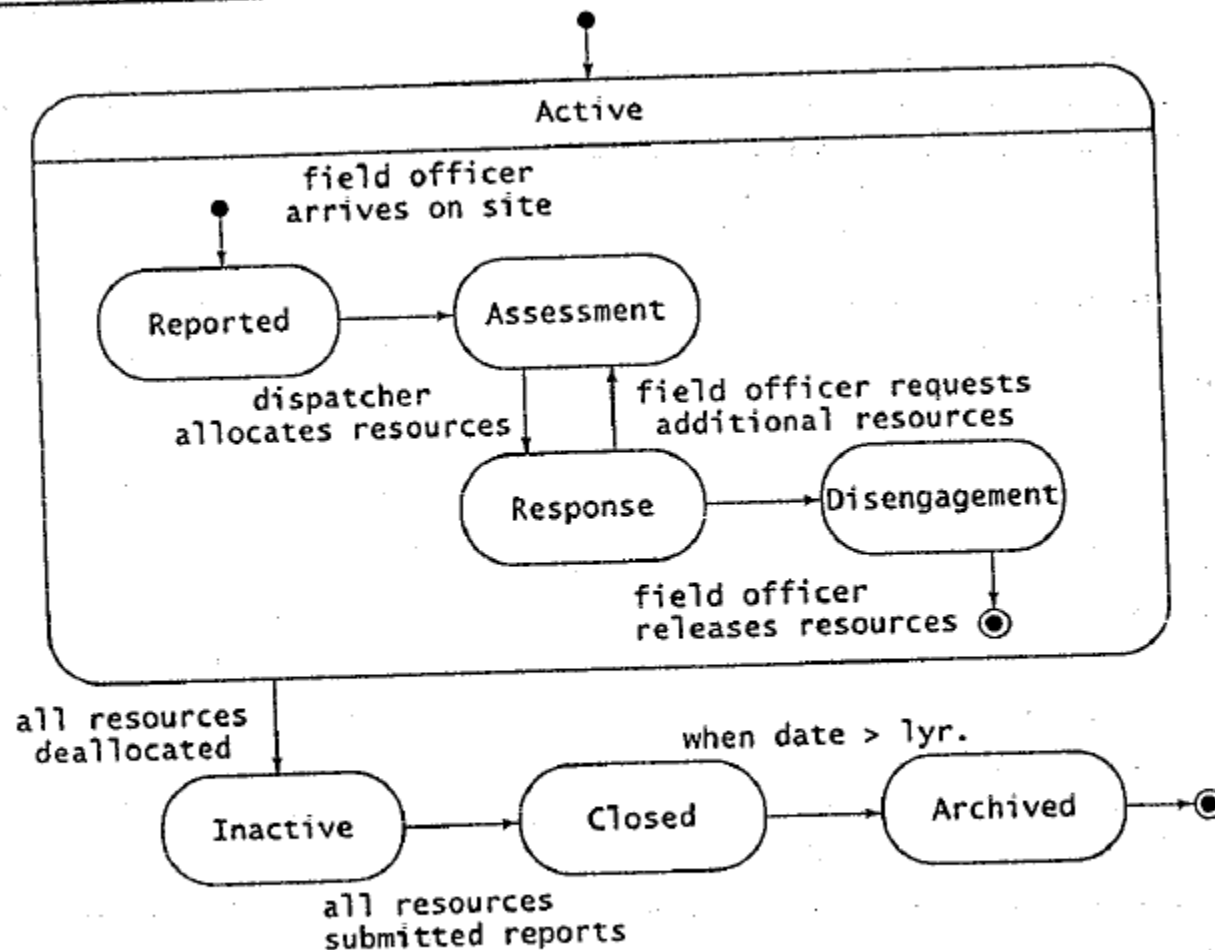 Active
field officer
arrives on site
Reported
Assessment
dispatcher
allocates resources
field officer requests
additional resources
Response
Disengagement
field officer
releases resources
all resources
deallocated
when date > 1yr.
Inactive
Closed
Archived
all resources
submitted reports